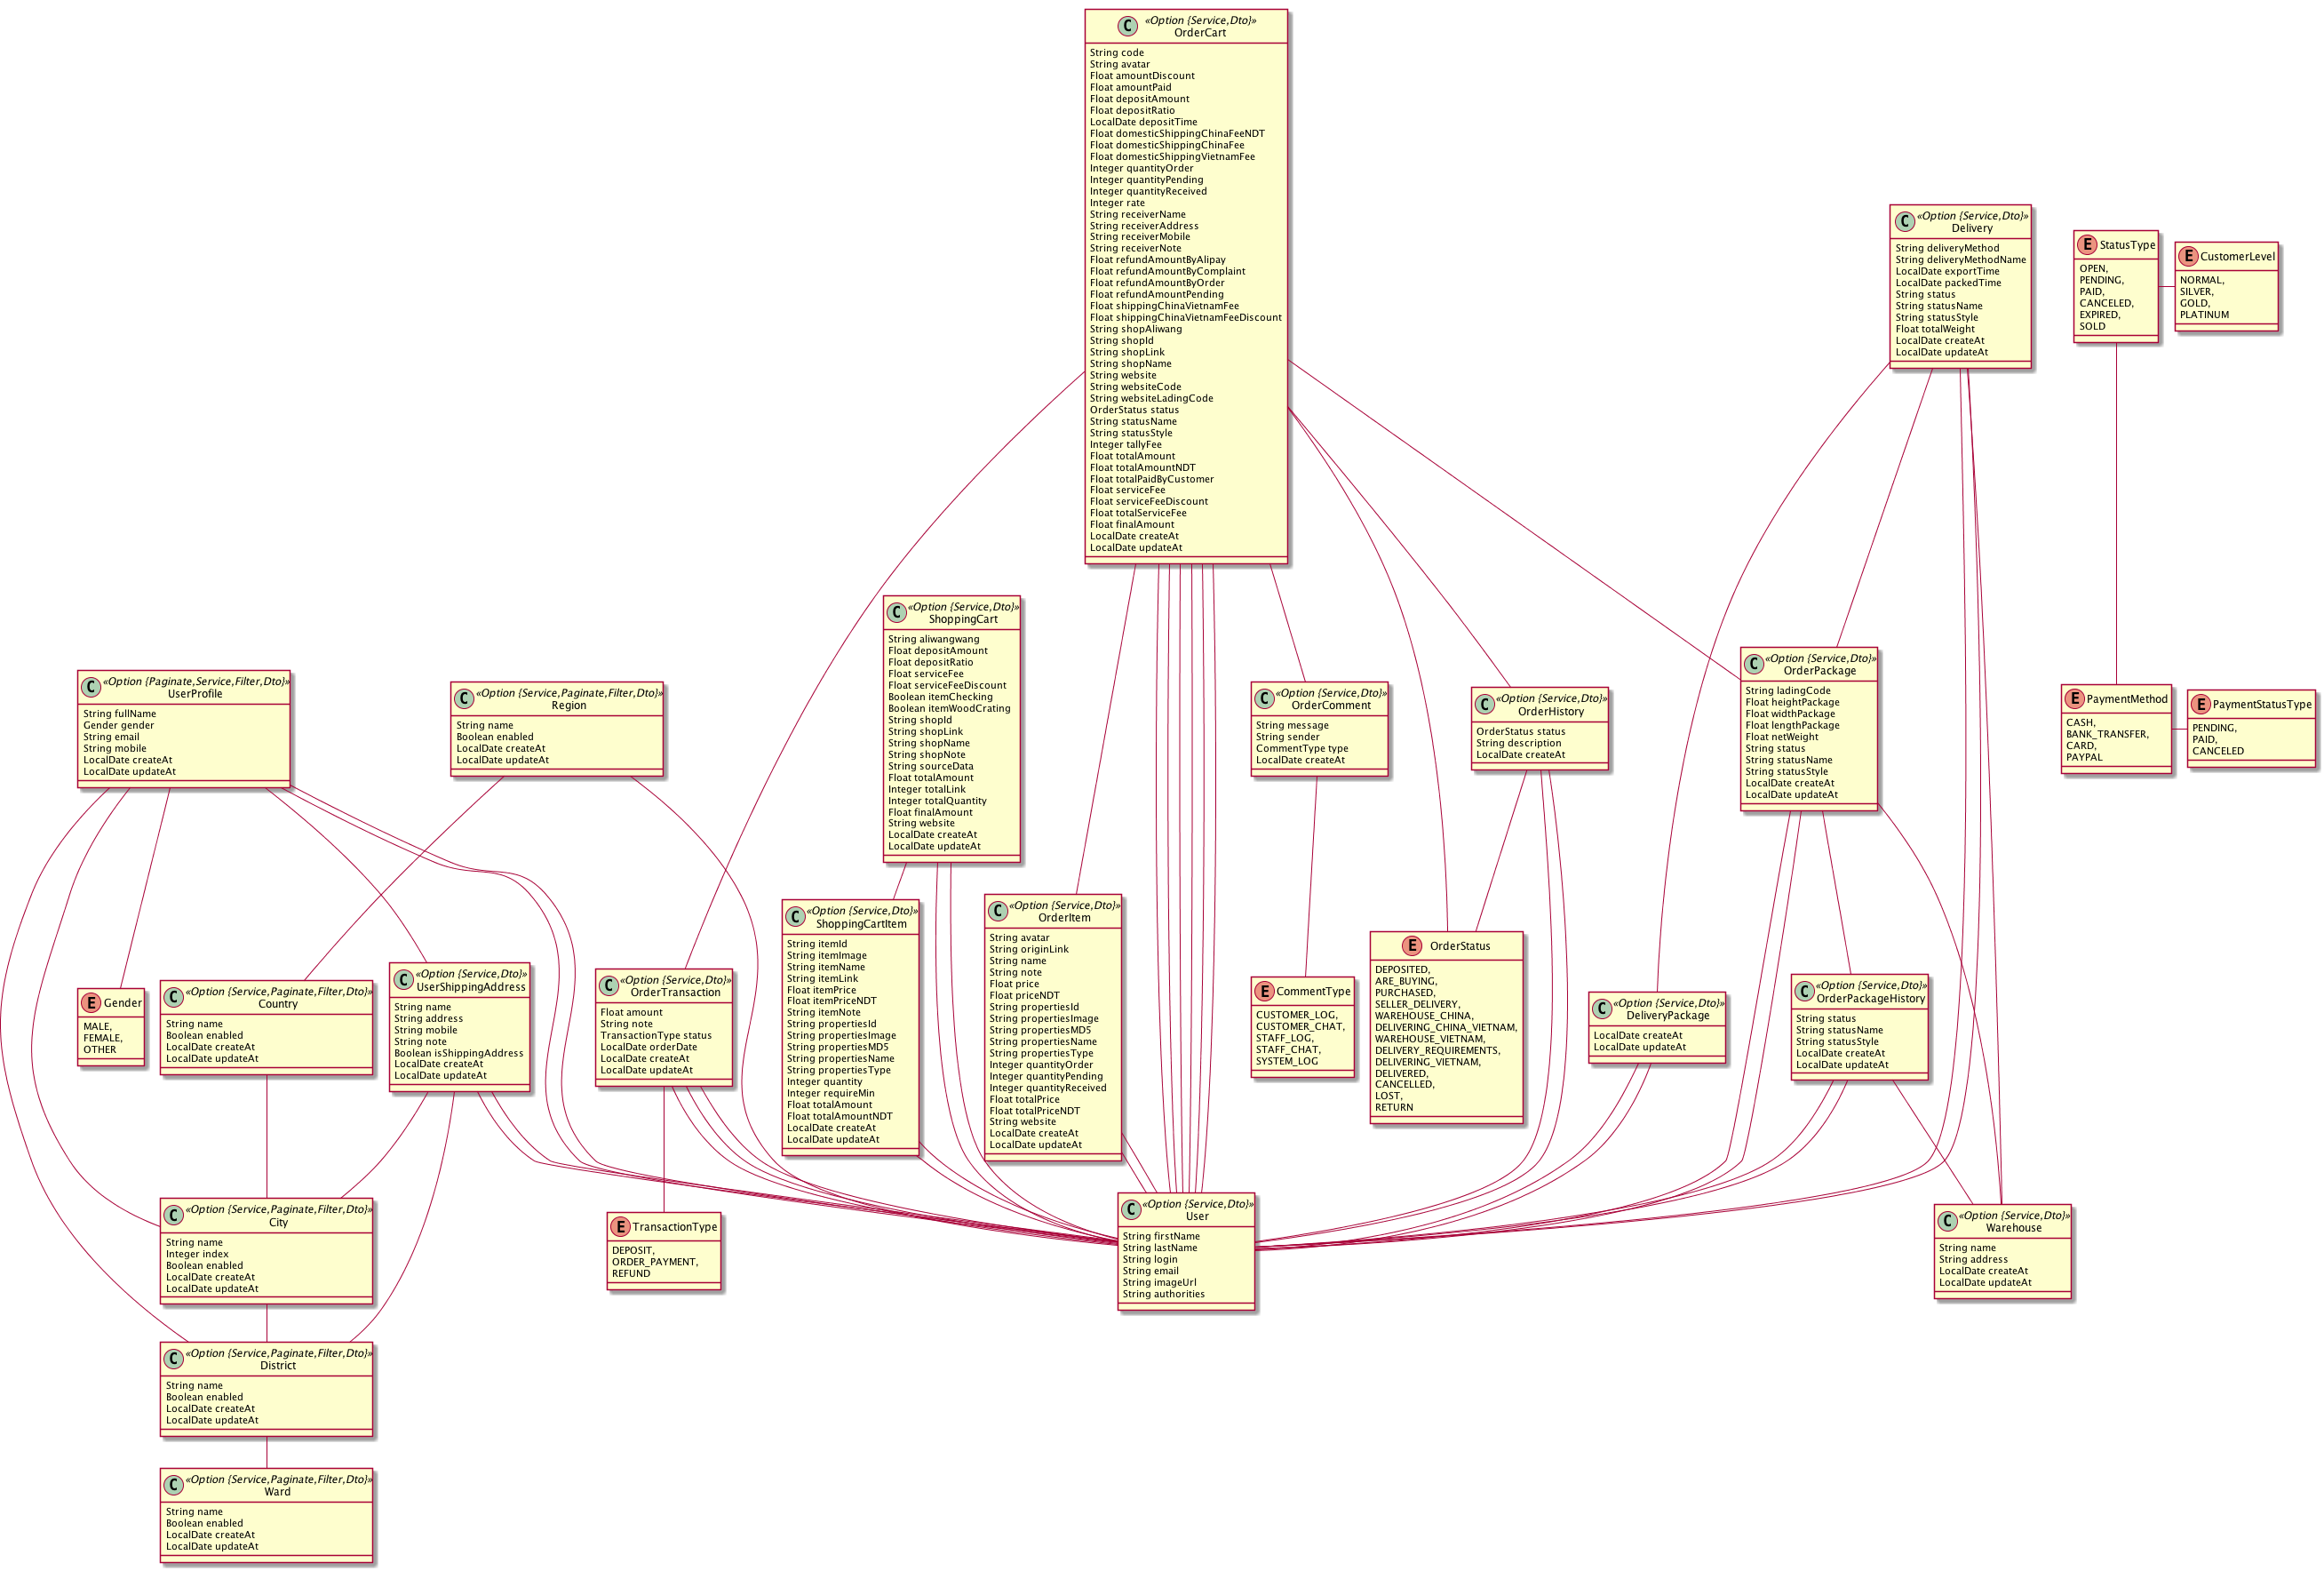 «Option {Service,Dto}»
OrderCart
String code
String avatar
Float amountDiscount
Float amountPaid
Float depositAmount
Float depositRatio
LocalDate depositTime
Float domesticShippingChinaFeeNDT
Float domesticShippingChinaFee
Float domesticShippingVietnamFee
Integer quantityOrder
Integer quantityPending
Integer quantityReceived
Integer rate
String receiverName
String receiverAddress
String receiverMobile
String receiverNote
Float refundAmountByAlipay
Float refundAmountByComplaint
Float refundAmountByOrder
Float refundAmountPending
Float shippingChinaVietnamFee
Float shippingChinaVietnamFeeDiscount
String shopAliwang
String shopId
String shopLink
String shopName
String website
String websiteCode
String websiteLadingCode
OrderStatus status
String statusName
String statusStyle
Integer tallyFee
Float totalAmount
Float totalAmountNDT
Float totalPaidByCustomer
Float serviceFee
Float serviceFeeDiscount
Float totalServiceFee
Float finalAmount
LocalDate createAt
LocalDate updateAt
«Option {Service,Dto}»
Delivery
String deliveryMethod
String deliveryMethodName
LocalDate exportTime
LocalDate packedTime
String status
String statusName
String statusStyle
Float totalWeight
LocalDate createAt
LocalDate updateAt
StatusType
OPEN,
PENDING,
PAID,
CANCELED,
EXPIRED,
SOLD
CustomerLevel
NORMAL,
SILVER,
GOLD,
PLATINUM
«Option {Service,Dto}»
ShoppingCart
String aliwangwang
Float depositAmount
Float depositRatio
Float serviceFee
Float serviceFeeDiscount
Boolean itemChecking
Boolean itemWoodCrating
String shopId
String shopLink
String shopName
String shopNote
String sourceData
Float totalAmount
Integer totalLink
Integer totalQuantity
Float finalAmount
String website
LocalDate createAt
LocalDate updateAt
«Option {Paginate,Service,Filter,Dto}»
UserProfile
String fullName
Gender gender
String email
String mobile
LocalDate createAt
LocalDate updateAt
«Option {Service,Paginate,Filter,Dto}»
Region
String name
Boolean enabled
LocalDate createAt
LocalDate updateAt
«Option {Service,Dto}»
OrderComment
String message
String sender
CommentType type
LocalDate createAt
«Option {Service,Dto}»
OrderHistory
OrderStatus status
String description
LocalDate createAt
«Option {Service,Dto}»
OrderPackage
String ladingCode
Float heightPackage
Float widthPackage
Float lengthPackage
Float netWeight
String status
String statusName
String statusStyle
LocalDate createAt
LocalDate updateAt
PaymentMethod
CASH,
BANK_TRANSFER,
CARD,
PAYPAL
PaymentStatusType
PENDING,
PAID,
CANCELED
Gender
MALE,
FEMALE,
OTHER
«Option {Service,Paginate,Filter,Dto}»
Country
String name
Boolean enabled
LocalDate createAt
LocalDate updateAt
«Option {Service,Dto}»
UserShippingAddress
String name
String address
String mobile
String note
Boolean isShippingAddress
LocalDate createAt
LocalDate updateAt
«Option {Service,Dto}»
OrderTransaction
Float amount
String note
TransactionType status
LocalDate orderDate
LocalDate createAt
LocalDate updateAt
«Option {Service,Dto}»
ShoppingCartItem
String itemId
String itemImage
String itemName
String itemLink
Float itemPrice
Float itemPriceNDT
String itemNote
String propertiesId
String propertiesImage
String propertiesMD5
String propertiesName
String propertiesType
Integer quantity
Integer requireMin
Float totalAmount
Float totalAmountNDT
LocalDate createAt
LocalDate updateAt
«Option {Service,Dto}»
OrderItem
String avatar
String originLink
String name
String note
Float price
Float priceNDT
String propertiesId
String propertiesImage
String propertiesMD5
String propertiesName
String propertiesType
Integer quantityOrder
Integer quantityPending
Integer quantityReceived
Float totalPrice
Float totalPriceNDT
String website
LocalDate createAt
LocalDate updateAt
CommentType
CUSTOMER_LOG,
CUSTOMER_CHAT,
STAFF_LOG,
STAFF_CHAT,
SYSTEM_LOG
OrderStatus
DEPOSITED,
ARE_BUYING,
PURCHASED,
SELLER_DELIVERY,
WAREHOUSE_CHINA,
DELIVERING_CHINA_VIETNAM,
WAREHOUSE_VIETNAM,
DELIVERY_REQUIREMENTS,
DELIVERING_VIETNAM,
DELIVERED,
CANCELLED,
LOST,
RETURN
«Option {Service,Dto}»
DeliveryPackage
LocalDate createAt
LocalDate updateAt
«Option {Service,Dto}»
OrderPackageHistory
String status
String statusName
String statusStyle
LocalDate createAt
LocalDate updateAt
«Option {Service,Paginate,Filter,Dto}»
City
String name
Integer index
Boolean enabled
LocalDate createAt
LocalDate updateAt
TransactionType
DEPOSIT,
ORDER_PAYMENT,
REFUND
«Option {Service,Dto}»
User
String firstName
String lastName
String login
String email
String imageUrl
String authorities
«Option {Service,Dto}»
Warehouse
String name
String address
LocalDate createAt
LocalDate updateAt
«Option {Service,Paginate,Filter,Dto}»
District
String name
Boolean enabled
LocalDate createAt
LocalDate updateAt
«Option {Service,Paginate,Filter,Dto}»
Ward
String name
Boolean enabled
LocalDate createAt
LocalDate updateAt